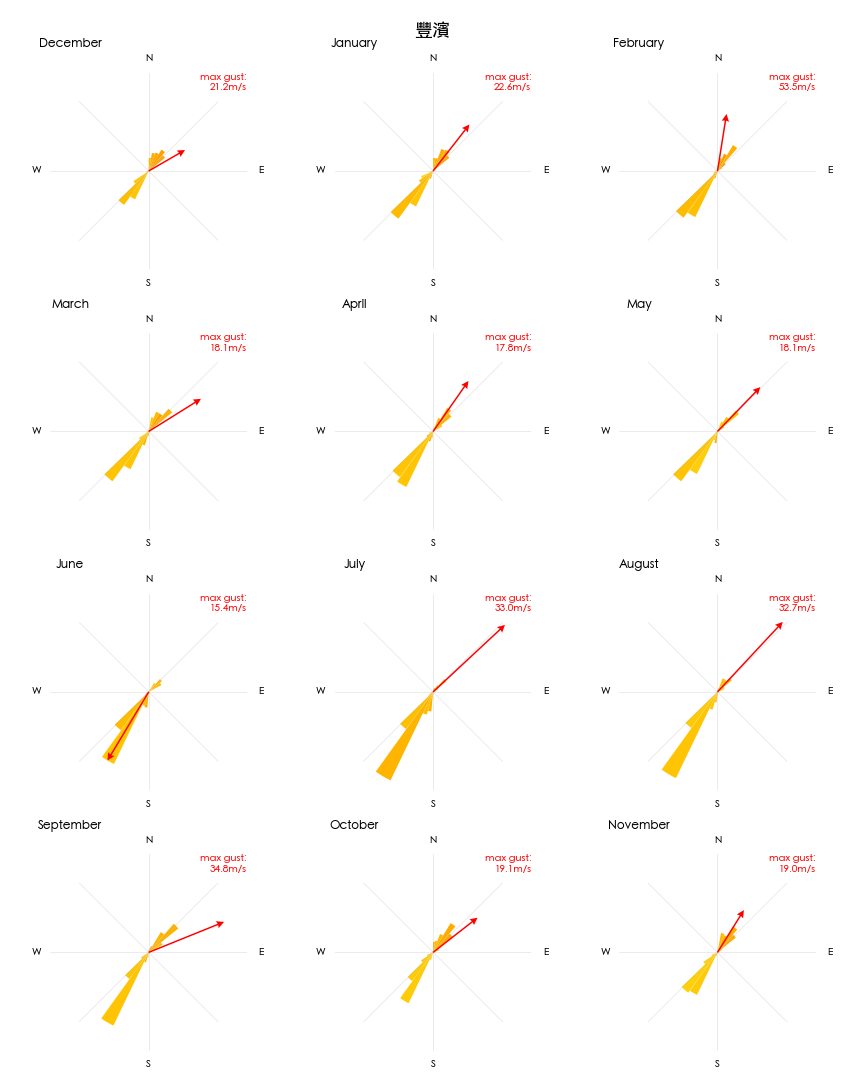 豐濱
December
N
max gust:
21.2m/s
W
E
S
January
N
max gust:
22.6m/s
W
E
S
February
N
max gust:
53.5m/s
W
E
S
March
N
max gust:
18.1m/s
W
E
S
April
N
max gust:
17.8m/s
W
E
S
May
N
max gust:
18.1m/s
W
E
S
June
N
max gust:
15.4m/s
W
E
S
July
N
max gust:
33.0m/s
W
E
S
August
N
max gust:
32.7m/s
W
E
S
September
N
max gust:
34.8m/s
W
E
S
October
N
max gust:
19.1m/s
W
E
S
November
N
max gust:
19.0m/s
W
E
S